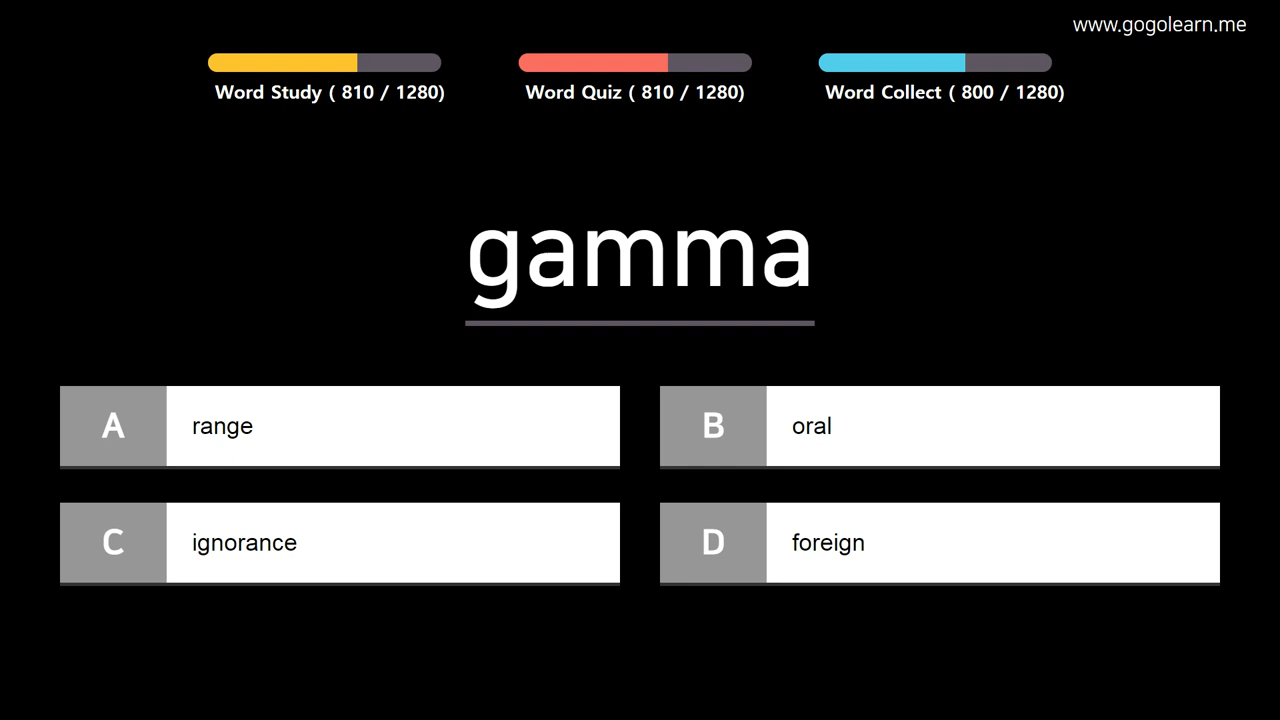 www.gogolearn.me
Word Study ( 810 / 1280)
Word Quiz ( 810 / 1280)
Word Collect ( 800 / 1280)
gamma
A range
B oral
C ignorance
D foreign